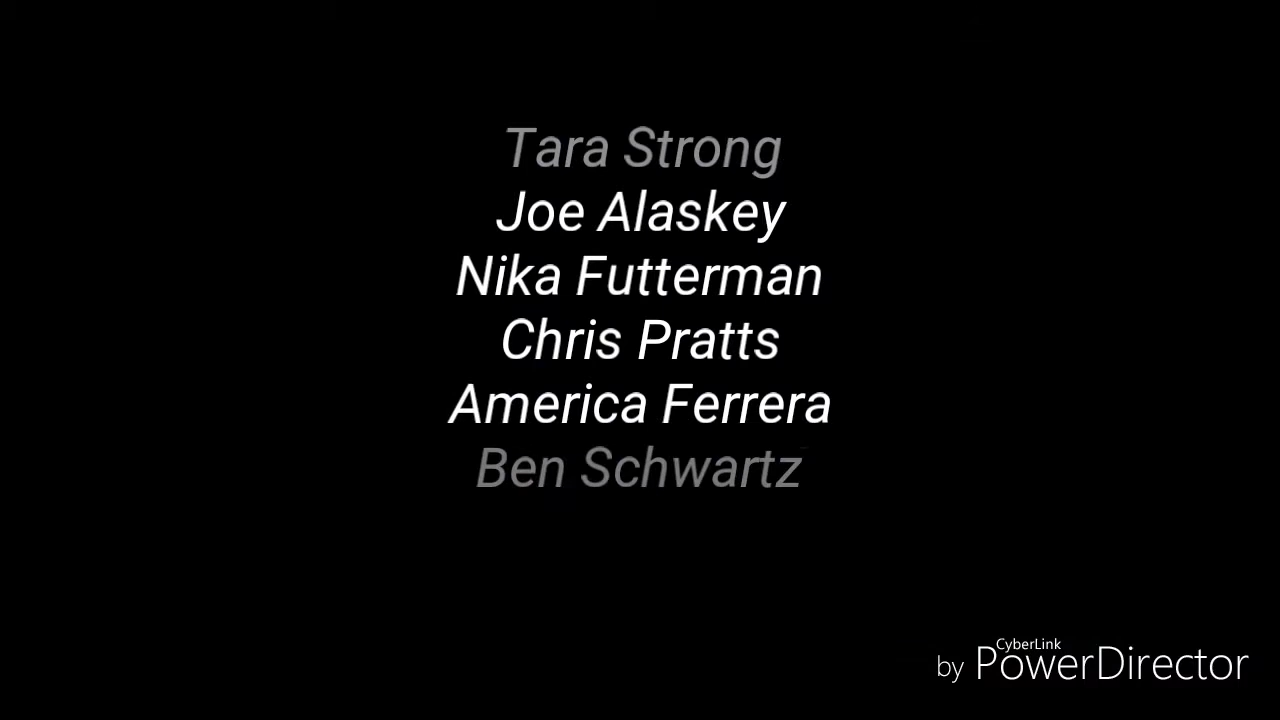 Tara Strong
Joe Alaskey
Nika Futterman
Chris Pratts
America Ferrera
Ben Schwartz
CyberLink
by PowerDirector